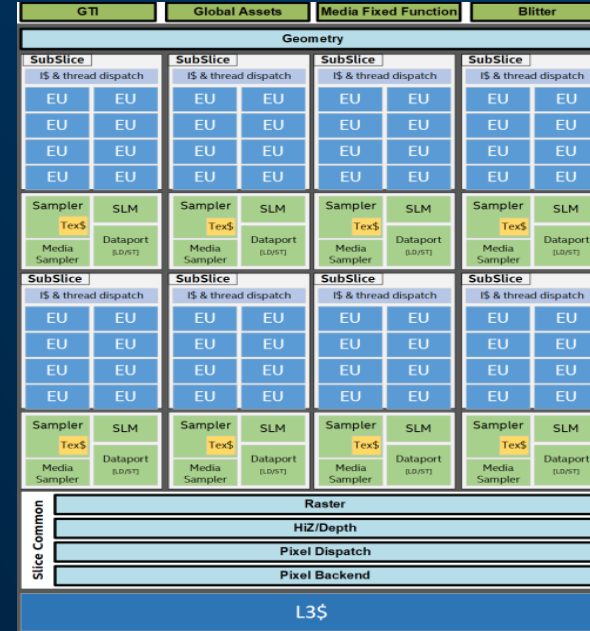 GTI Global Assets Media Fixed Function Blitter
Geometry
SubSlice SubSlice SubSlice SubSlice
I$ & thread dispatch I$ & thread dispatch I$ & thread dispatch I$ & thread dispatch
EU EU EU EU EU EU EU EU
EU EU EU EU EU EU EU EU
EU EU EU EU EU EU EU EU
EU EU EU EU EU EU EU EU
Sampler SLM Sampler SLM Sampler SLM Sampler SLM
Tex$ Tex$ Tex$ Tex$
Media Sampler Dataport [LD/ST] Media Sampler Dataport [LD/ST] Media Sampler Dataport [LD/ST] Media Sampler Dataport [LD/ST]
SubSlice SubSlice SubSlice SubSlice
I$ & thread dispatch I$ & thread dispatch I$ & thread dispatch I$ & thread dispatch
EU EU EU EU EU EU EU EU
EU EU EU EU EU EU EU EU
EU EU EU EU EU EU EU EU
EU EU EU EU EU EU EU EU
Sampler SLM Sampler SLM Sampler SLM Sampler SLM
Tex$ Tex$ Tex$ Tex$
Media Sampler Dataport [LD/ST] Media Sampler Dataport [LD/ST] Media Sampler Dataport [LD/ST] Media Sampler Dataport [LD/ST]
Slice Common
Raster
HiZ/Depth
Pixel Dispatch
Pixel Backend
L3$